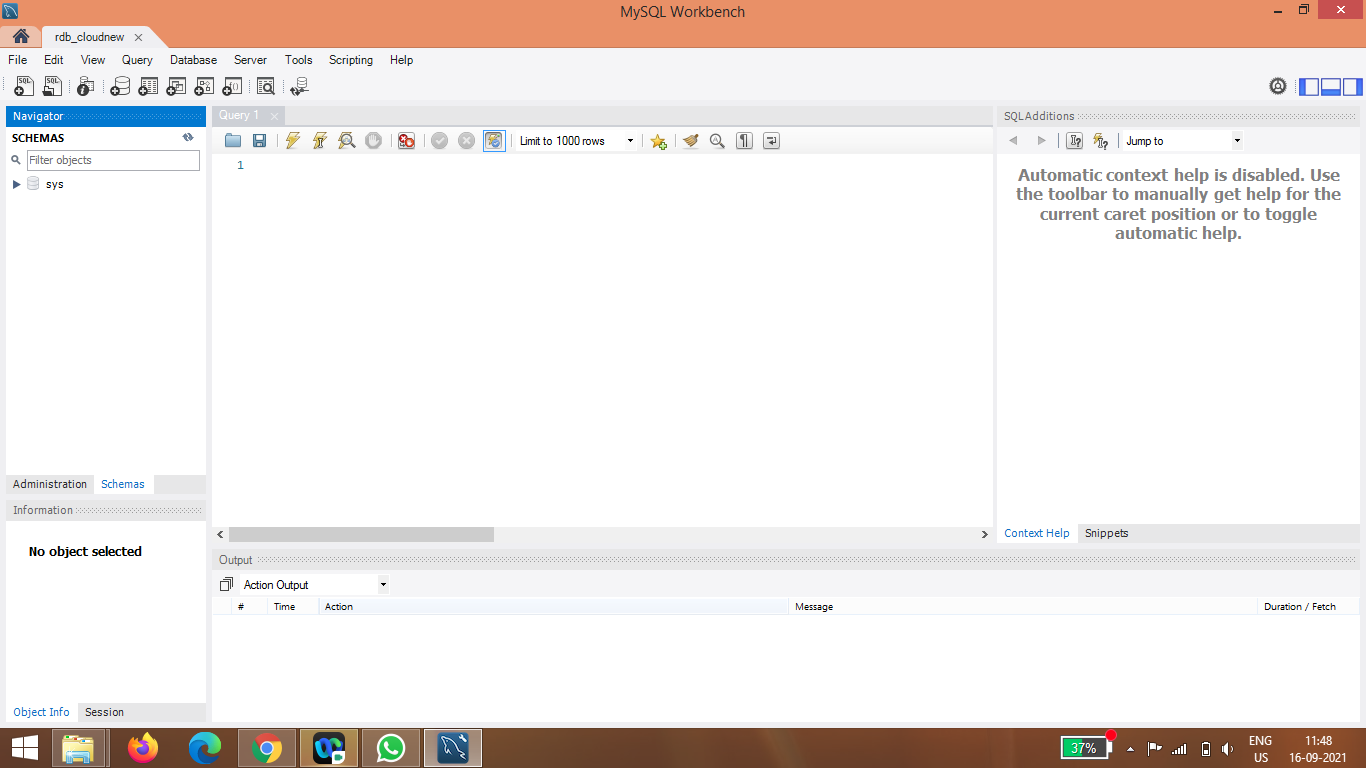 MySQL Workbench
rdb_cloudnew
File Edit View Query Database Server Tools Scripting Help
Navigator
SCHEMAS
Filter objects
sys
Administration Schemas
Information
No object selected
Object Info Session
Query 1
Limit to 1000 rows
1
SQLAdditions
Jump to
Automatic context help is disabled. Use
the toolbar to manually get help for the
current caret position or to toggle
automatic help.
Context Help Snippets
Output
Action Output
# Time Action Message Duration / Fetch
37%
ENG
US
11:48
16-09-2021